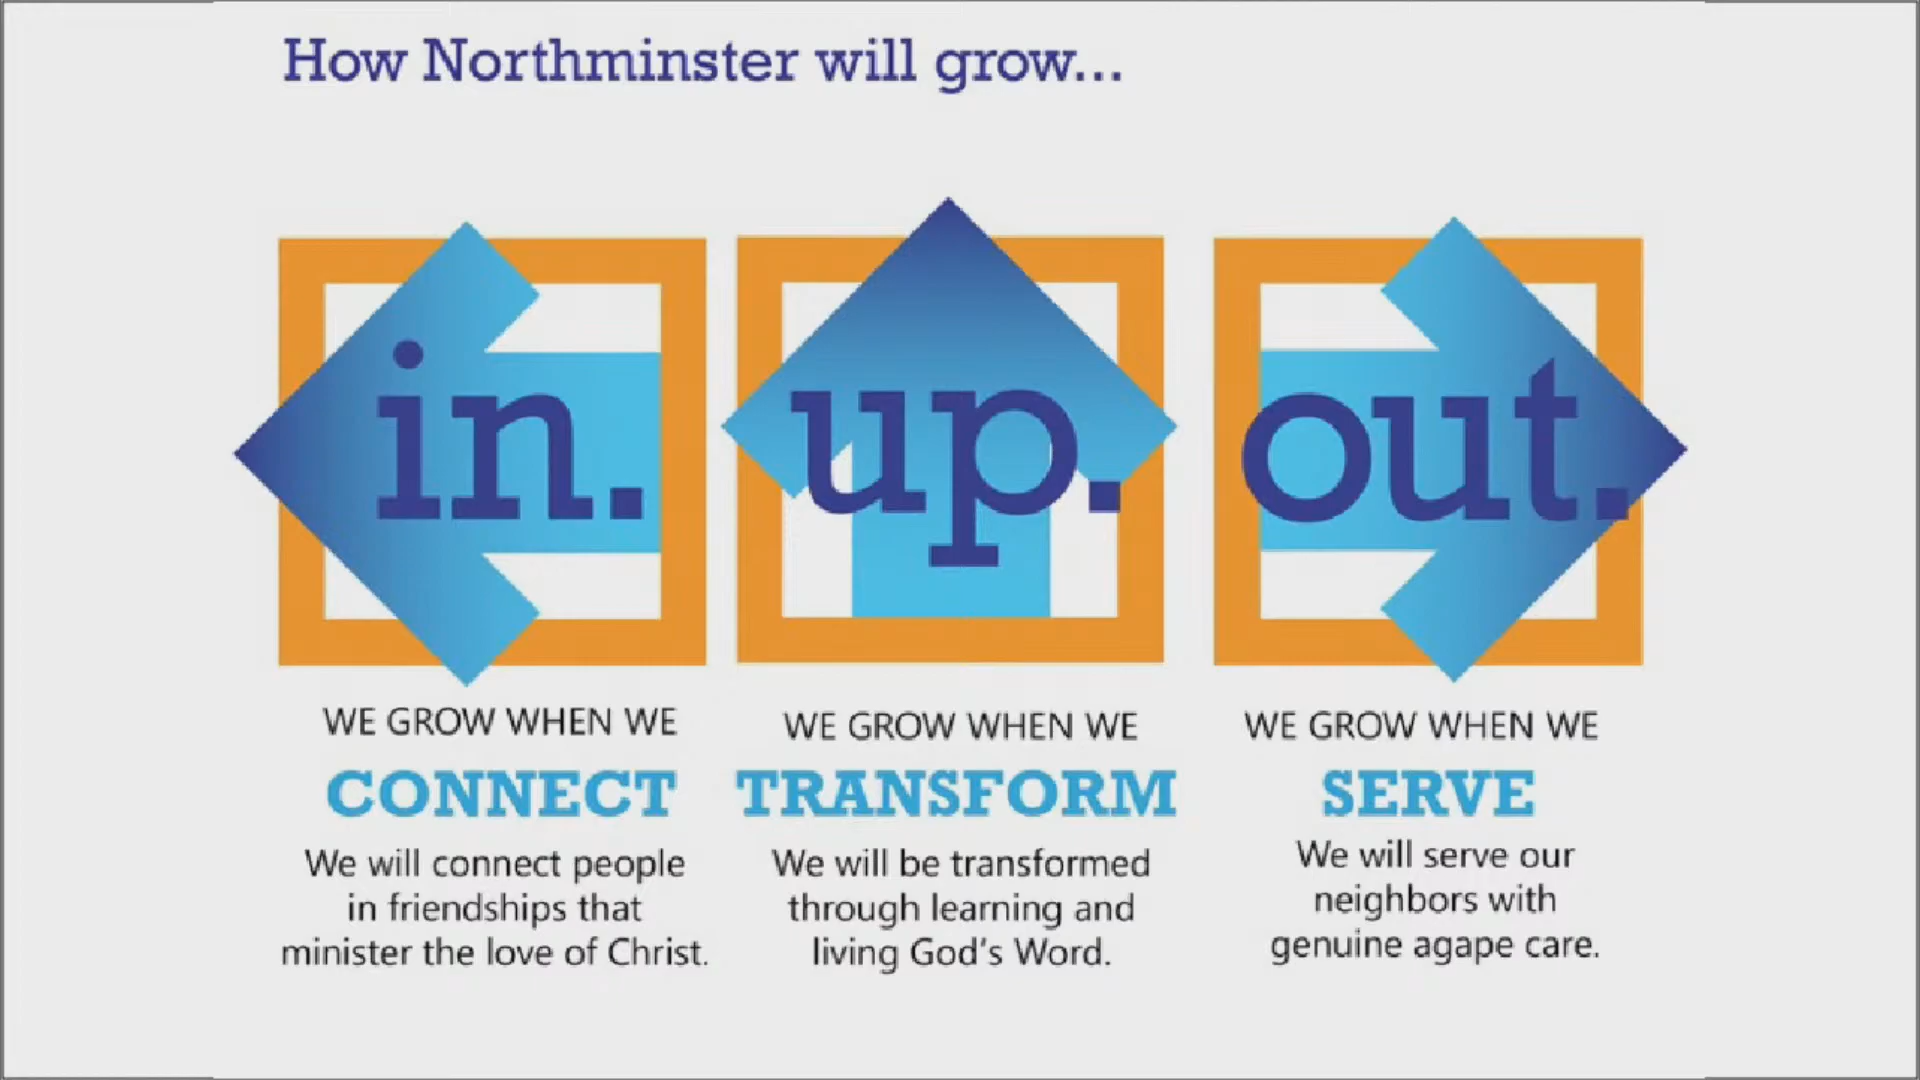 How Northminster will grow...
in.
WE GROW WHEN WE
CONNECT
We will connect people
in friendships that
minister the love of Christ.
up.
WE GROW WHEN WE
TRANSFORM
We will be transformed
through learning and
living God's Word.
out.
WE GROW WHEN WE
SERVE
We will serve our
neighbors with
genuine agape care.